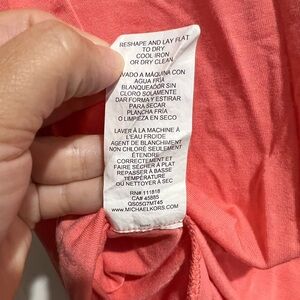 RESHAPE AND LAY FLAT
TO DRY
COOL IRON
OR DRY CLEAN
VADO A MÁQUINA CON
AGUA FRÍA
BLANQUEADOR SIN
CLORO SOLAMENTE
DAR FORMA Y ESTIRAR
PARA SECAR
PLANCHA FRÍA
O LIMPIEZA EN SECO
LAVER À LA MACHINE À
L'EAU FROIDE
AGENT DE BLANCHIMENT
NON CHLORÉ SEULEMENT
ÉTENDRE
CORRECTEMENT ET
FAIRE SÉCHER À PLAT
REPASSER À BASSE
TEMPÉRATURE
OU NETTOYER À SEC
RN# 111818
CA# 45885
QS05G7MT45
WWW.MICHAELKORS.COM